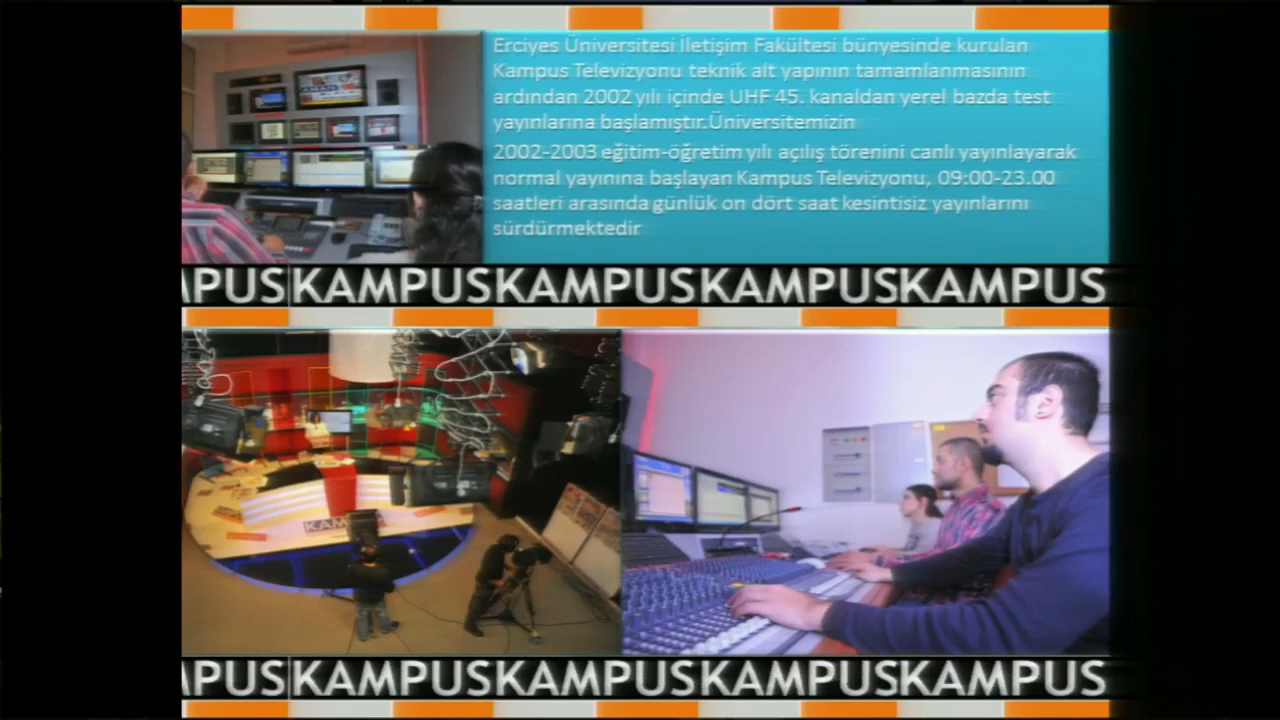 Erciyes Üniversitesi İletişim Fakültesi bünyesinde kurulan
Kampus Televizyonu teknik alt yapının tamamlanmasının
ardından 2002 yılı içinde UHF 45. kanaldan yerel bazda test
yayınlarına başlamıştır.Üniversitemizin
2002-2003 eğitim-öğretim yılı açılış törenini canlı yayınlayarak
normal yayınına başlayan Kampus Televizyonu, 09:00-23.00
saatleri arasında günlük on dört saat kesintisiz yayınlarını
sürdürmektedir
MPUSKAMPUSKAMPUSKAMPUSKAMPUS
MPUSKAMPUSKAMPUSKAMPUSKAMPUS